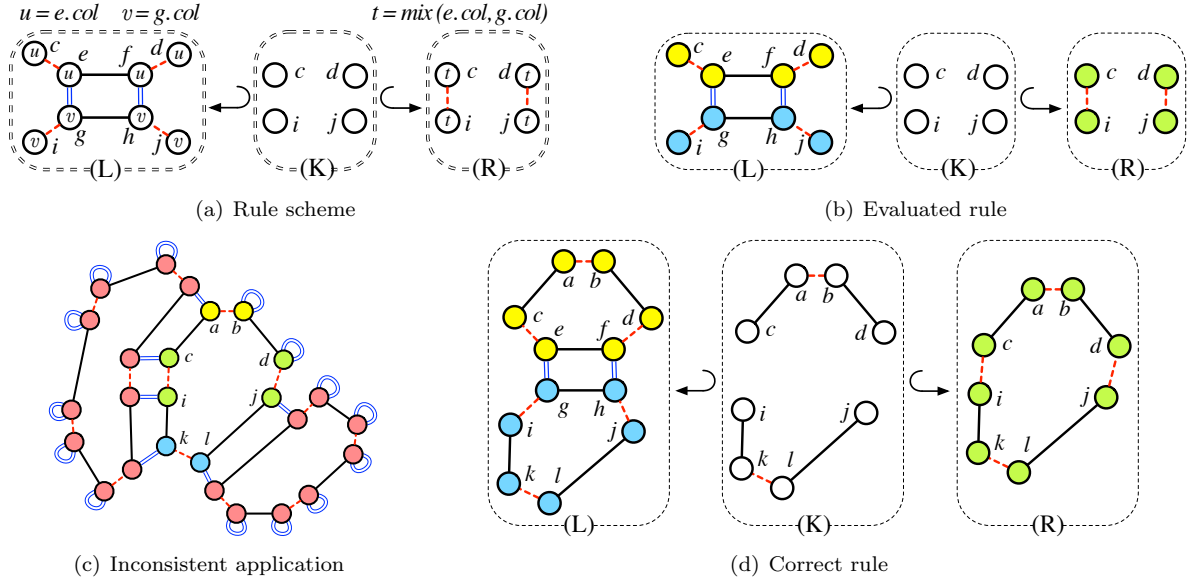 u = e.col v = g.col t = mix(e.col, g.col)
u c e f d u
u u
v v
v i g h j v
(L)
c d
i j
(K)
t c d t
t i j t
(R)
c e f d
i g h j
(L)
c d
i j
(K)
c d
i j
(R)
(a) Rule scheme
(b) Evaluated rule
a b
c d
i j
k l
(c) Inconsistent application
a b
c d
e f
g h
i j
k l
(L)
a b
c d
i j
k l
(K)
a b
c d
i j
k l
(R)
(d) Correct rule